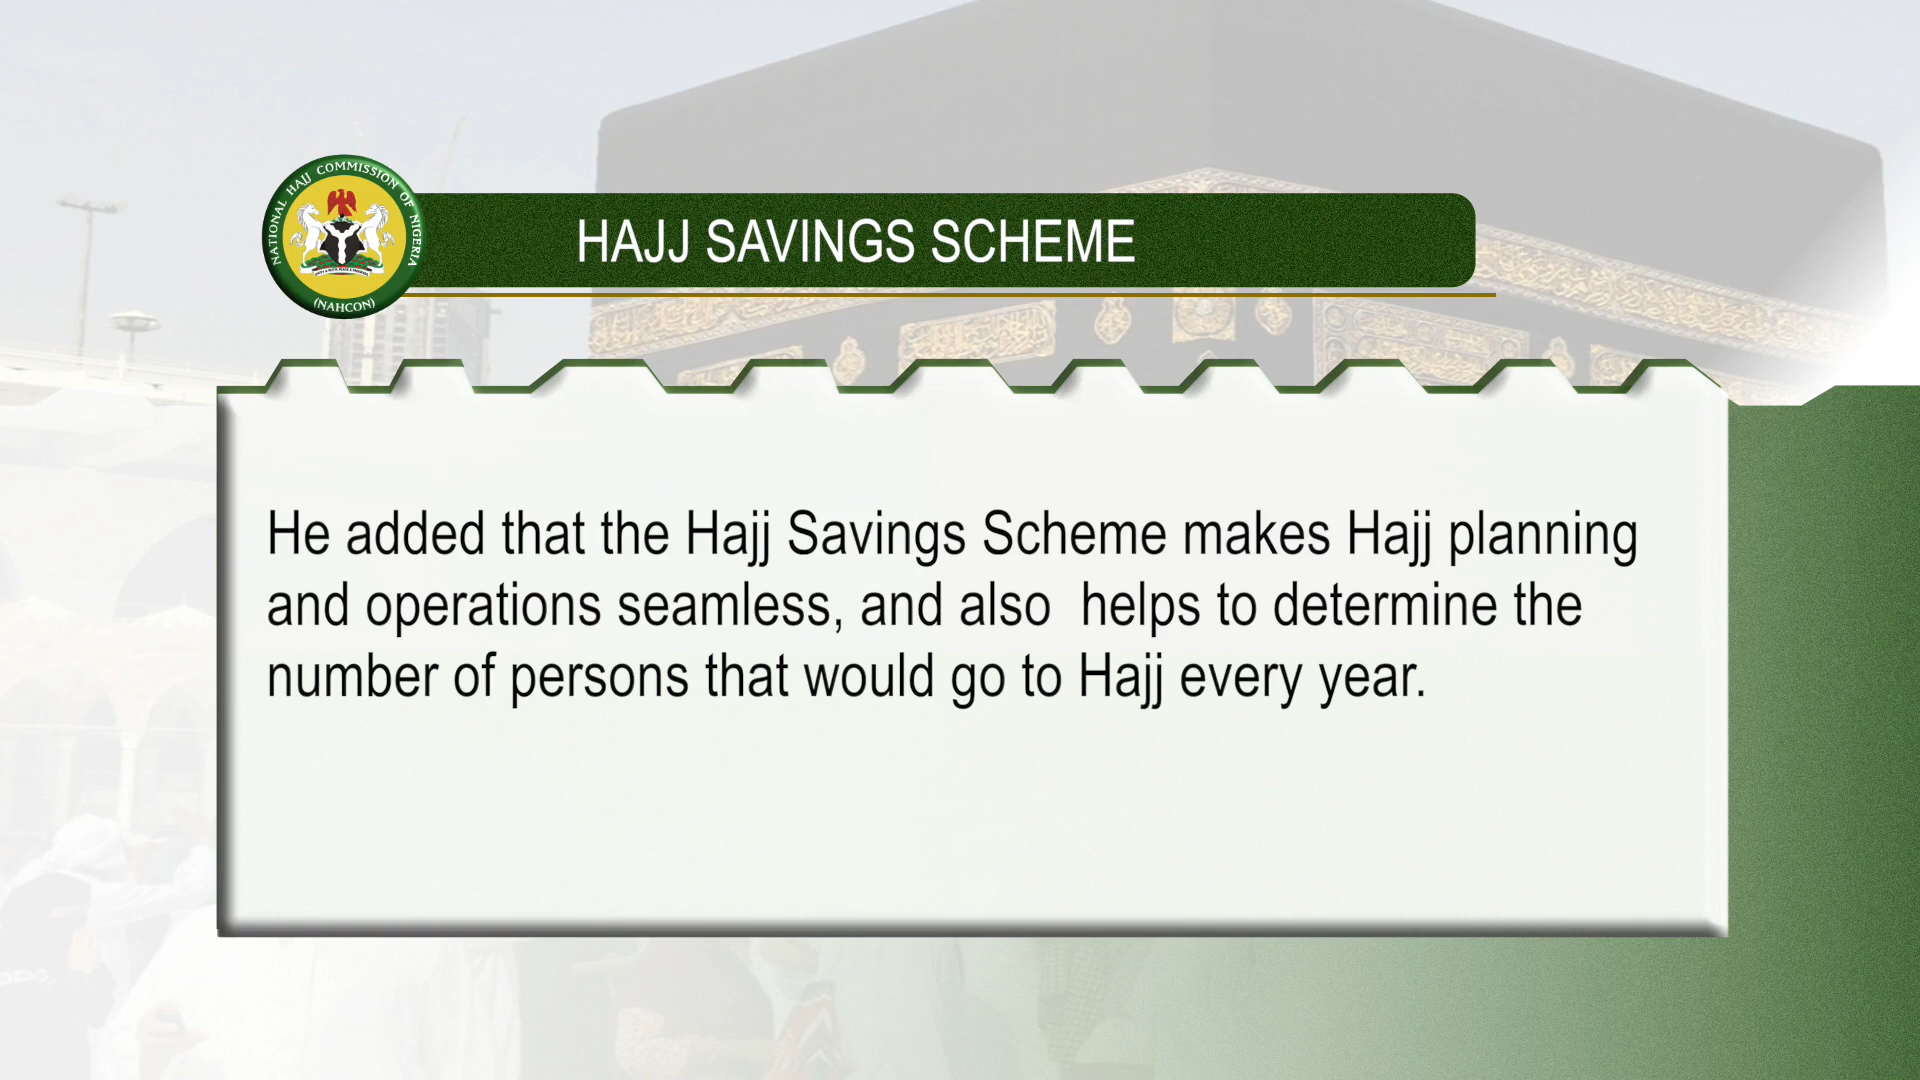 NATIONAL HAJJ COMMISSION OF NIGERIA
(NAHCON)
HAJJ SAVINGS SCHEME
He added that the Hajj Savings Scheme makes Hajj planning
and operations seamless, and also  helps to determine the
number of persons that would go to Hajj every year.